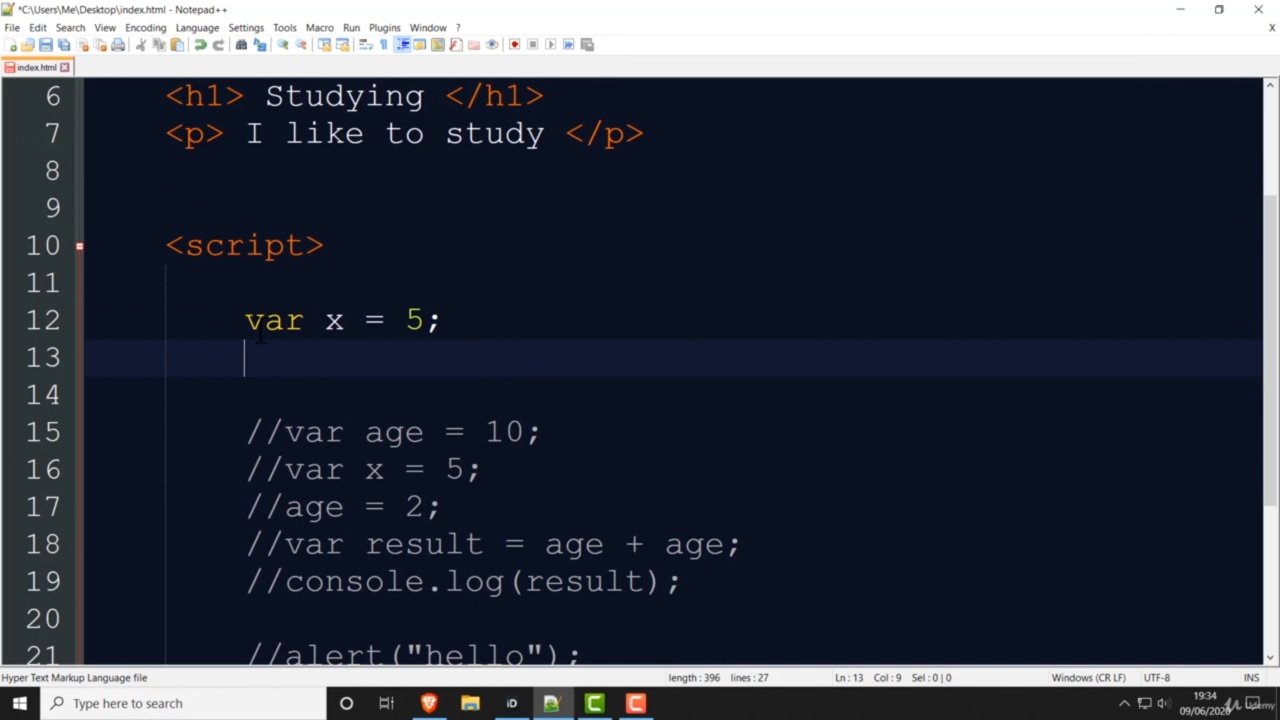 *C:\Users\Me\Desktop\index.html - Notepad++
File Edit Search View Encoding Language Settings Tools Macro Run Plugins Window ?
X
index.html
6 <h1> Studying </h1>
7 <p> I like to study </p>
8
9
10 <script>
11
12 var x = 5;
13
14
15 //var age = 10;
16 //var x = 5;
17 //age = 2;
18 //var result = age + age;
19 //console.log(result);
20
21 //alert("hello");
Hyper Text Markup Language file length : 396 lines : 27 Ln : 13 Col : 9 Sel : 0 | 0 Windows (CR LF) UTF-8 INS
Type here to search
iD
19:34
09/06/2020
Udemy